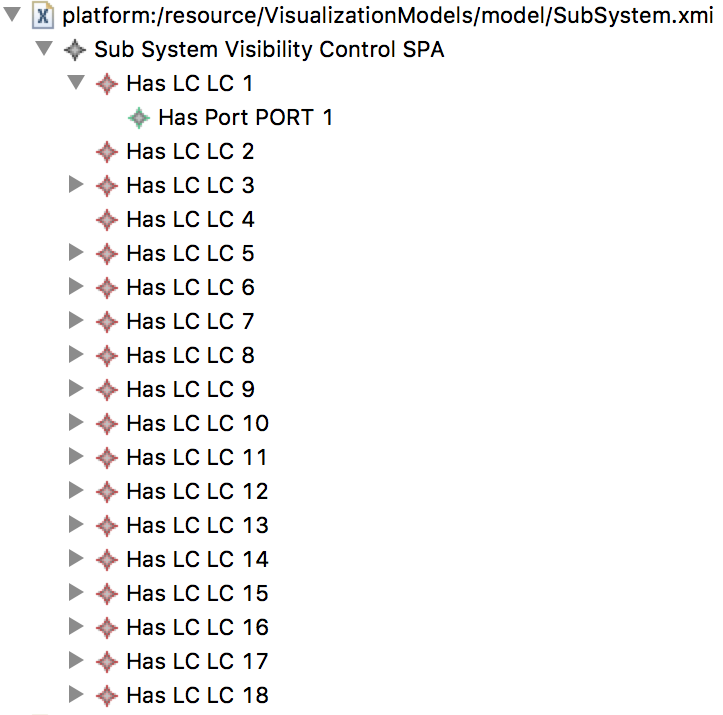 platform:/resource/VisualizationModels/model/SubSystem.xmi
Sub System Visibility Control SPA
Has LC LC 1
Has Port PORT 1
Has LC LC 2
Has LC LC 3
Has LC LC 4
Has LC LC 5
Has LC LC 6
Has LC LC 7
Has LC LC 8
Has LC LC 9
Has LC LC 10
Has LC LC 11
Has LC LC 12
Has LC LC 13
Has LC LC 14
Has LC LC 15
Has LC LC 16
Has LC LC 17
Has LC LC 18